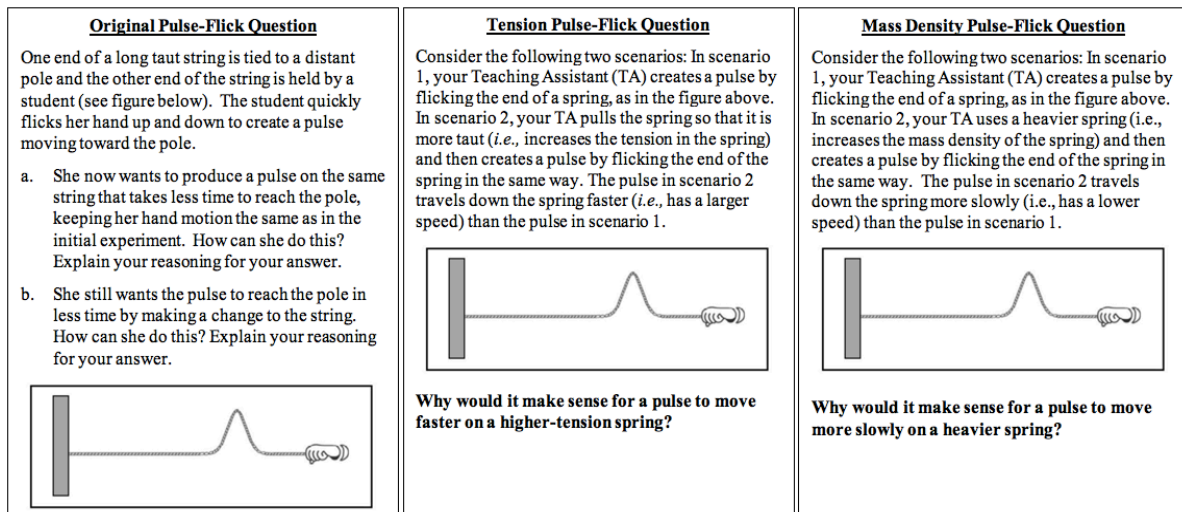 Original Pulse-Flick Question
One end of a long taut string is tied to a distant
pole and the other end of the string is held by a
student (see figure below). The student quickly
flicks her hand up and down to create a pulse
moving toward the pole.
a. She now wants to produce a pulse on the same
string that takes less time to reach the pole,
keeping her hand motion the same as in the
initial experiment. How can she do this?
Explain your reasoning for your answer.
b. She still wants the pulse to reach the pole in
less time by making a change to the string.
How can she do this? Explain your reasoning
for your answer.
Tension Pulse-Flick Question
Consider the following two scenarios: In scenario
1, your Teaching Assistant (TA) creates a pulse by
flicking the end of a spring, as in the figure above.
In scenario 2, your TA pulls the spring so that it is
more taut (i.e., increases the tension in the spring)
and then creates a pulse by flicking the end of the
spring in the same way. The pulse in scenario 2
travels down the spring faster (i.e., has a larger
speed) than the pulse in scenario 1.
Why would it make sense for a pulse to move
faster on a higher-tension spring?
Mass Density Pulse-Flick Question
Consider the following two scenarios: In scenario
1, your Teaching Assistant (TA) creates a pulse by
flicking the end of a spring, as in the figure above.
In scenario 2, your TA uses a heavier spring (i.e.,
increases the mass density of the spring) and then
creates a pulse by flicking the end of the spring in
the same way. The pulse in scenario 2 travels
down the spring more slowly (i.e., has a lower
speed) than the pulse in scenario 1.
Why would it make sense for a pulse to move
more slowly on a heavier spring?